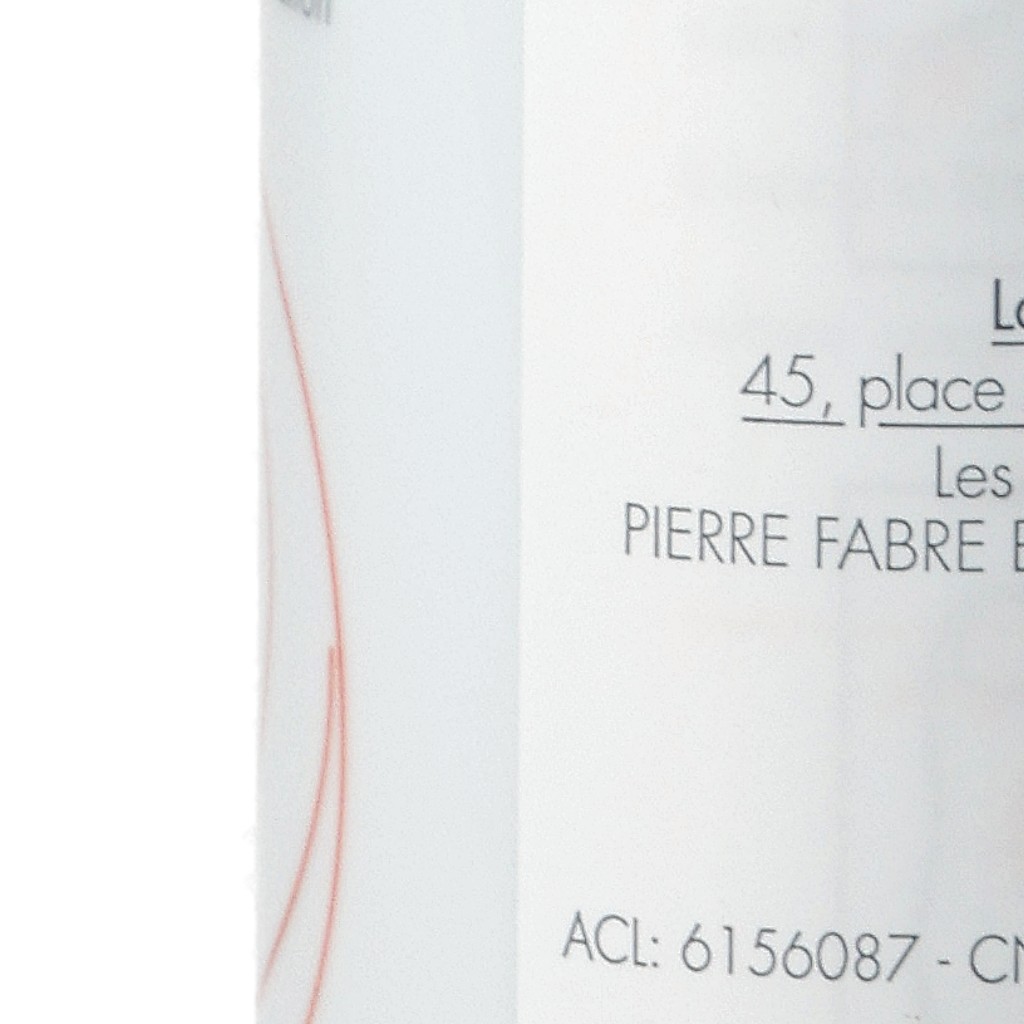 45, place
Les
PIERRE FABRE
ACL: 6156087 -